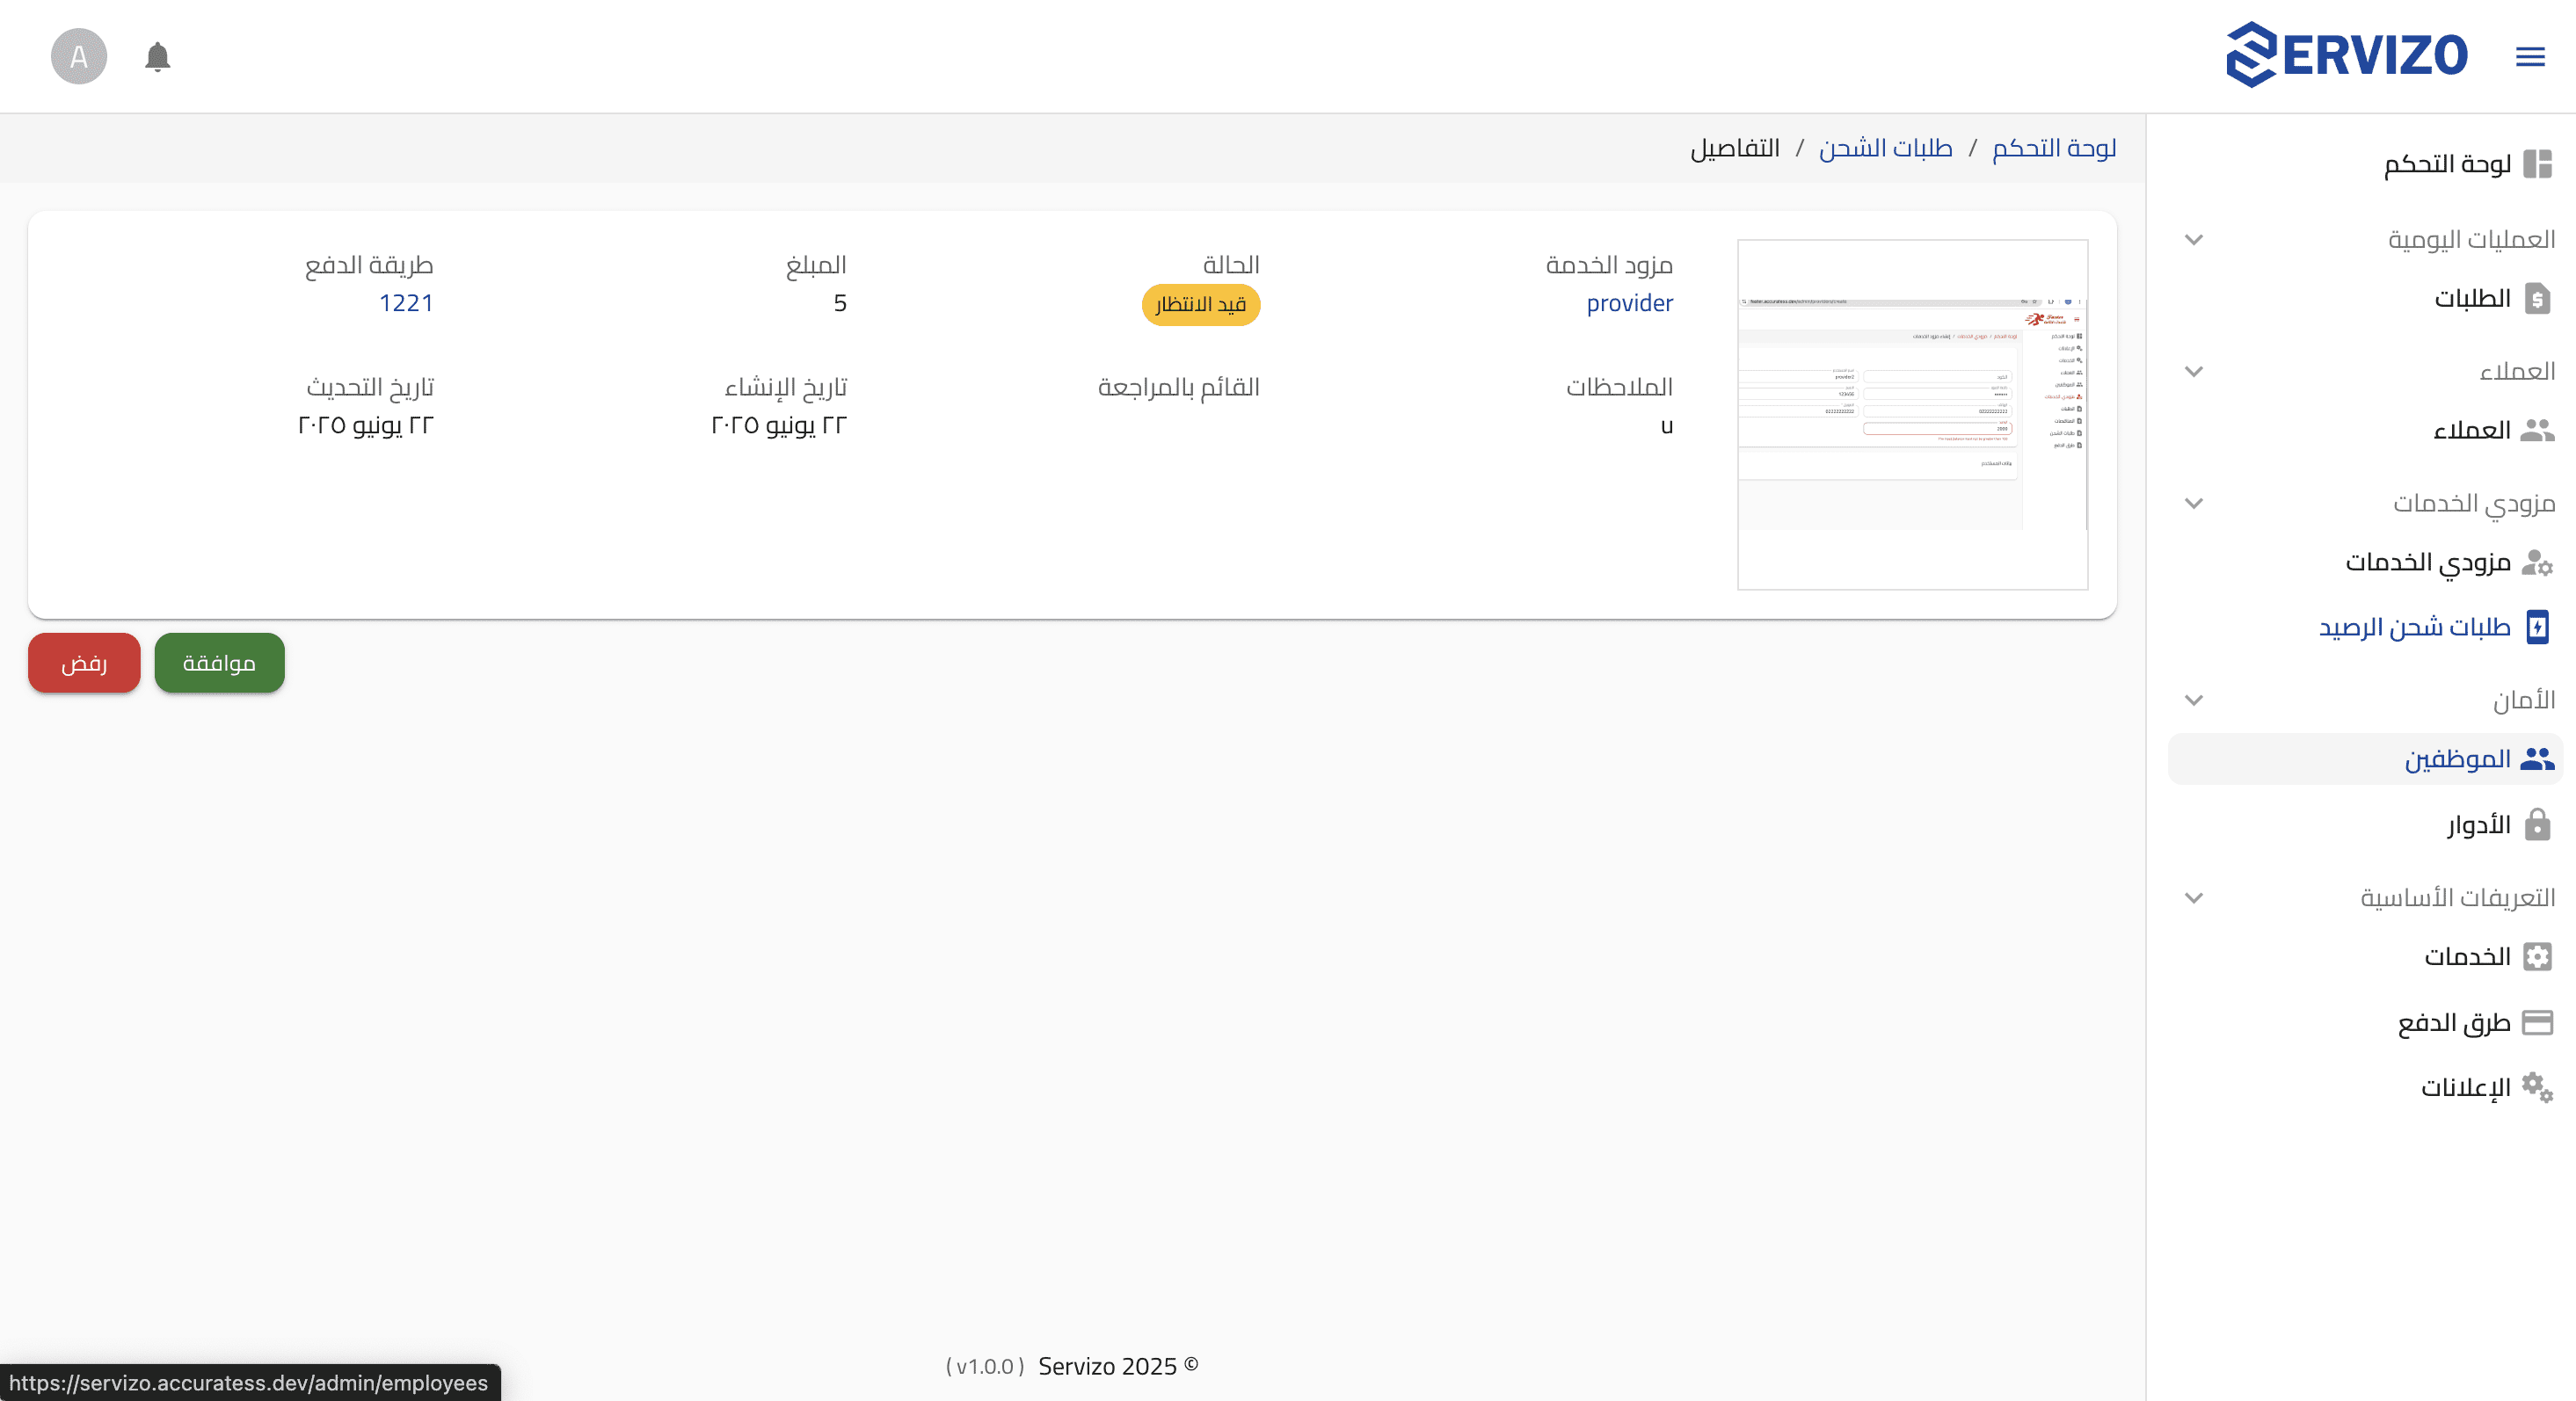 SERVIZO
A
لوحة التحكم
العمليات اليومية
الطلبات
العملاء
العملاء
مزودي الخدمات
مزودي الخدمات
طلبات شحن الرصيد
الأمان
الموظفين
الأدوار
التعريفات الأساسية
الخدمات
طرق الدفع
الإعلانات
لوحة التحكم / طلبات الشحن / التفاصيل
مزود الخدمة
provider
الحالة
قيد الانتظار
المبلغ
5
طريقة الدفع
1221
الملاحظات
u
القائم بالمراجعة
تاريخ الإنشاء
٢٢ يونيو ٢٠٢٥
تاريخ التحديث
٢٢ يونيو ٢٠٢٥
موافقة
رفض
© Servizo 2025 ( v1.0.0 )
https://servizo.accuratess.dev/admin/employees